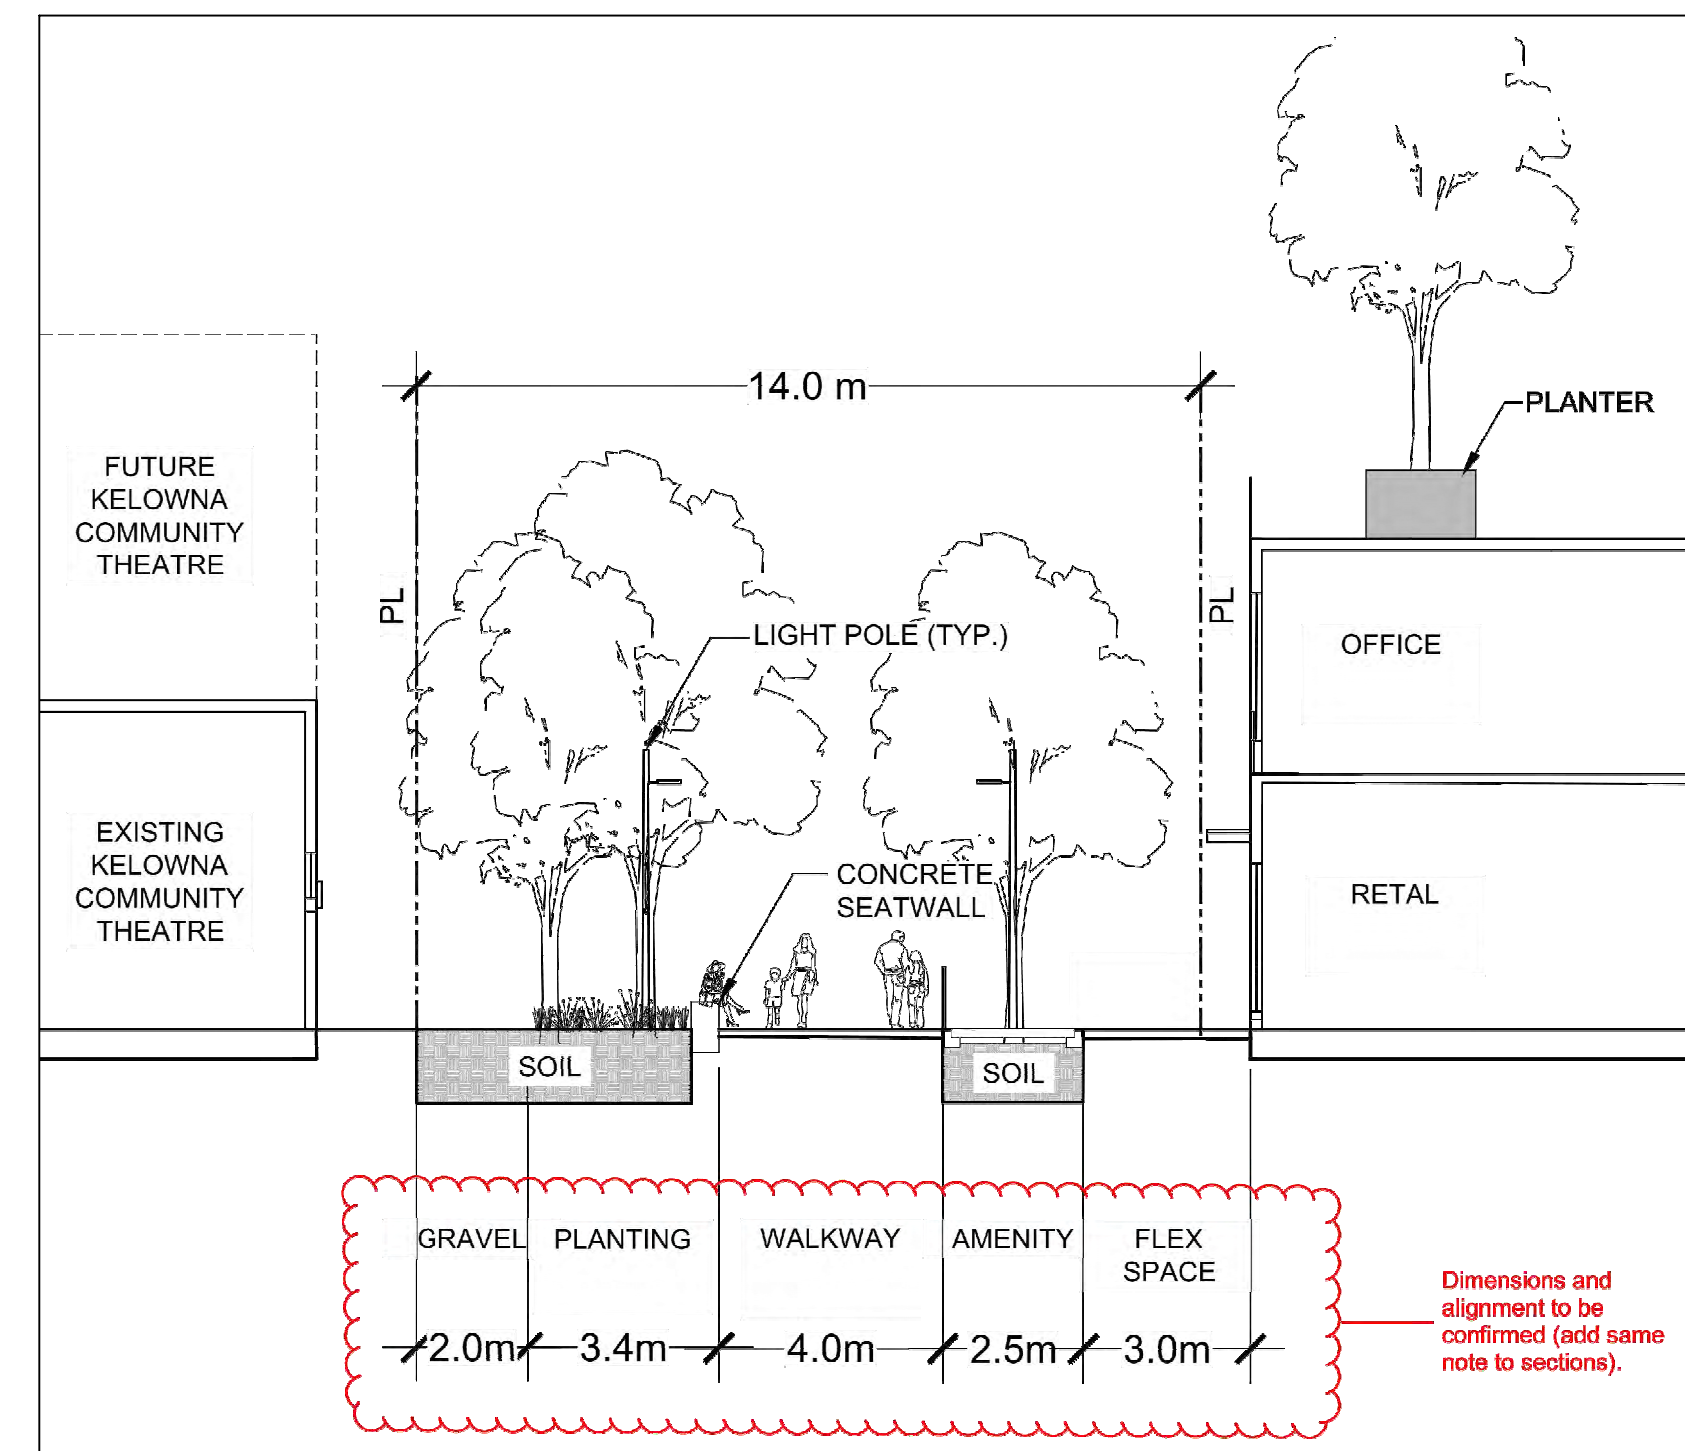 14.0 m
PLANTER
FUTURE
KELOWNA
COMMUNITY
THEATRE
PL
PL
LIGHT POLE (TYP.)
OFFICE
EXISTING
KELOWNA
COMMUNITY
THEATRE
CONCRETE
SEATWALL
RETAL
SOIL
SOIL
GRAVEL
PLANTING
WALKWAY
AMENITY
FLEX
SPACE
2.0m
3.4m
4.0m
2.5m
3.0m
Dimensions and
alignment to be
confirmed (add same
note to sections).